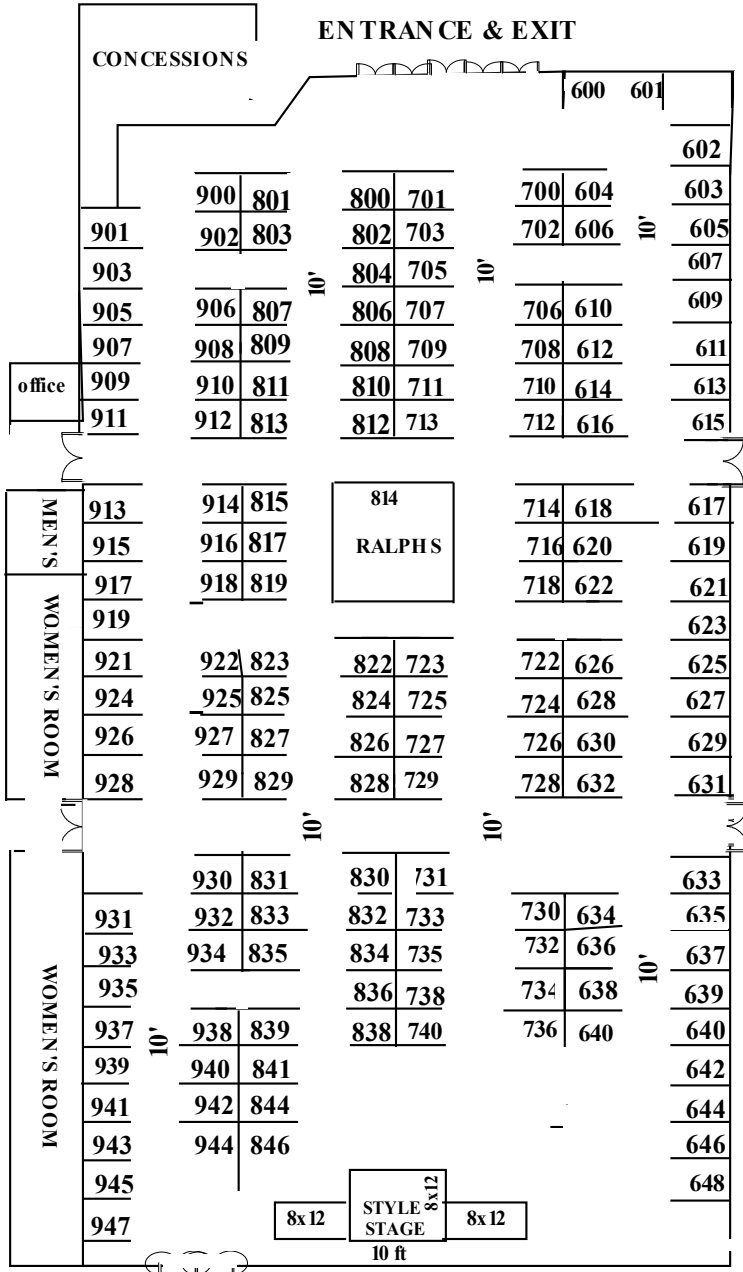 ENTRANCE & EXIT
CONCESSIONS
600 601
602
900 801 800 701 700 604 603
901 902 803 802 703 702 606 10' 605
903 10' 804 705 10' 607
905 906 807 806 707 706 610 609
907 908 809 808 709 708 612 611
office 909 910 811 810 711 710 614 613
911 912 813 812 713 712 616 615
MEN'S
913 914 815 814 714 618 617
915 916 817 RALPHS 716 620 619
917 918 819 718 622 621
WOMEN'S ROOM
919 623
921 922 823 822 723 722 626 625
924 925 825 824 725 724 628 627
926 927 827 826 727 726 630 629
928 929 829 828 729 728 632 631
10' 10'
930 831 830 731 633
931 932 833 832 733 730 634 635
933 934 835 834 735 732 636 637
WOMEN'S ROOM
935 836 738 734 638 10' 639
937 10' 938 839 838 740 736 640 640
939 940 841 642
941 942 844 644
943 944 846 646
945 648
947 8x12 STYLE 8x12 8x12
STAGE
10 ft